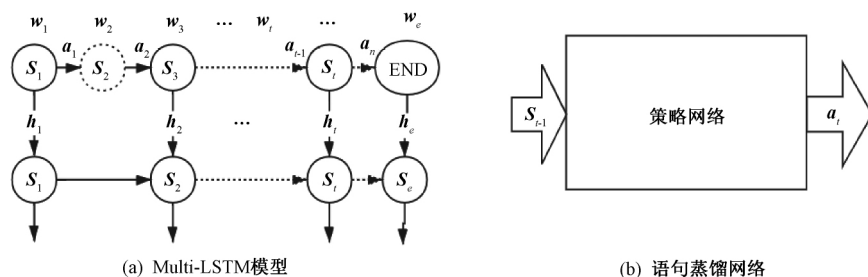 w1 w2 w3 … wt … we
a1 a2 at-1 an
S1 S2 S3 St END
h1 h2 … ht he
S1 S2 St Se
(a) Multi-LSTM模型
St-1 策略网络 at
(b) 语句蒸馏网络